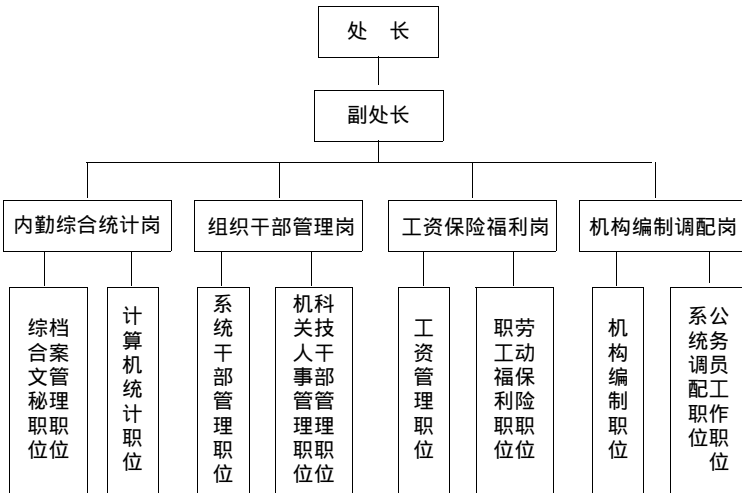 处 长
副处长
内勤综合统计岗
组织干部管理岗
工资保险福利岗
机构编制调配岗
综合文秘职位
档案管理职位
计算机统计职位
系统干部管理职位
机关人事管理职位
科技干部管理职位
工资管理职位
职工福利职位
劳动保险职位
机构编制职位
系统调配职位
公务员工作职位